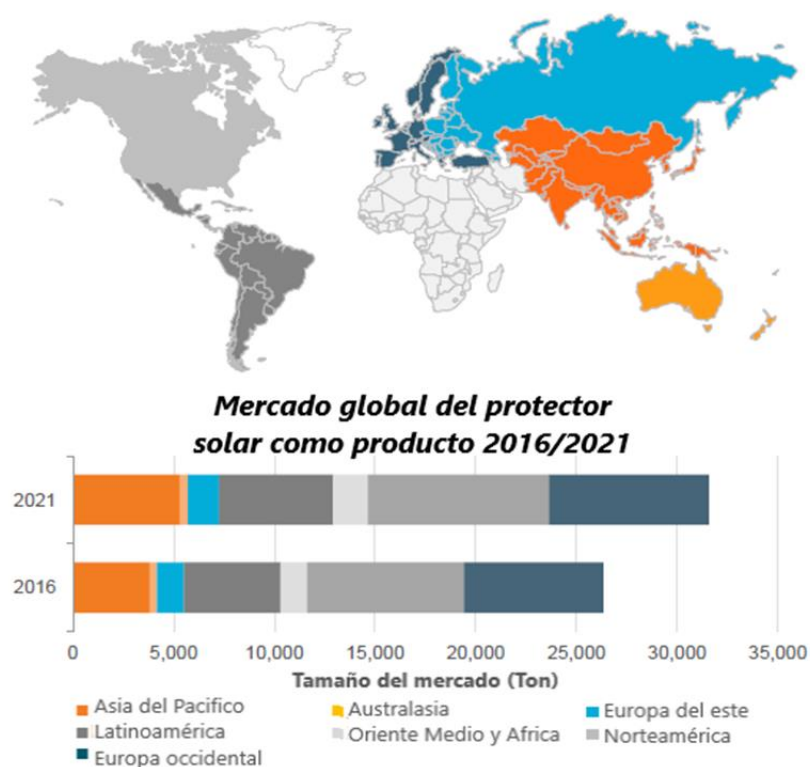 Mercado global del protector
solar como producto 2016/2021
2021
2016
0 5,000 10,000 15,000 20,000 25,000 30,000 35,000
Tamaño del mercado (Ton)
Asia del Pacifico Australasia Europa del este
Latinoamérica Oriente Medio y Africa Norteamérica
Europa occidental